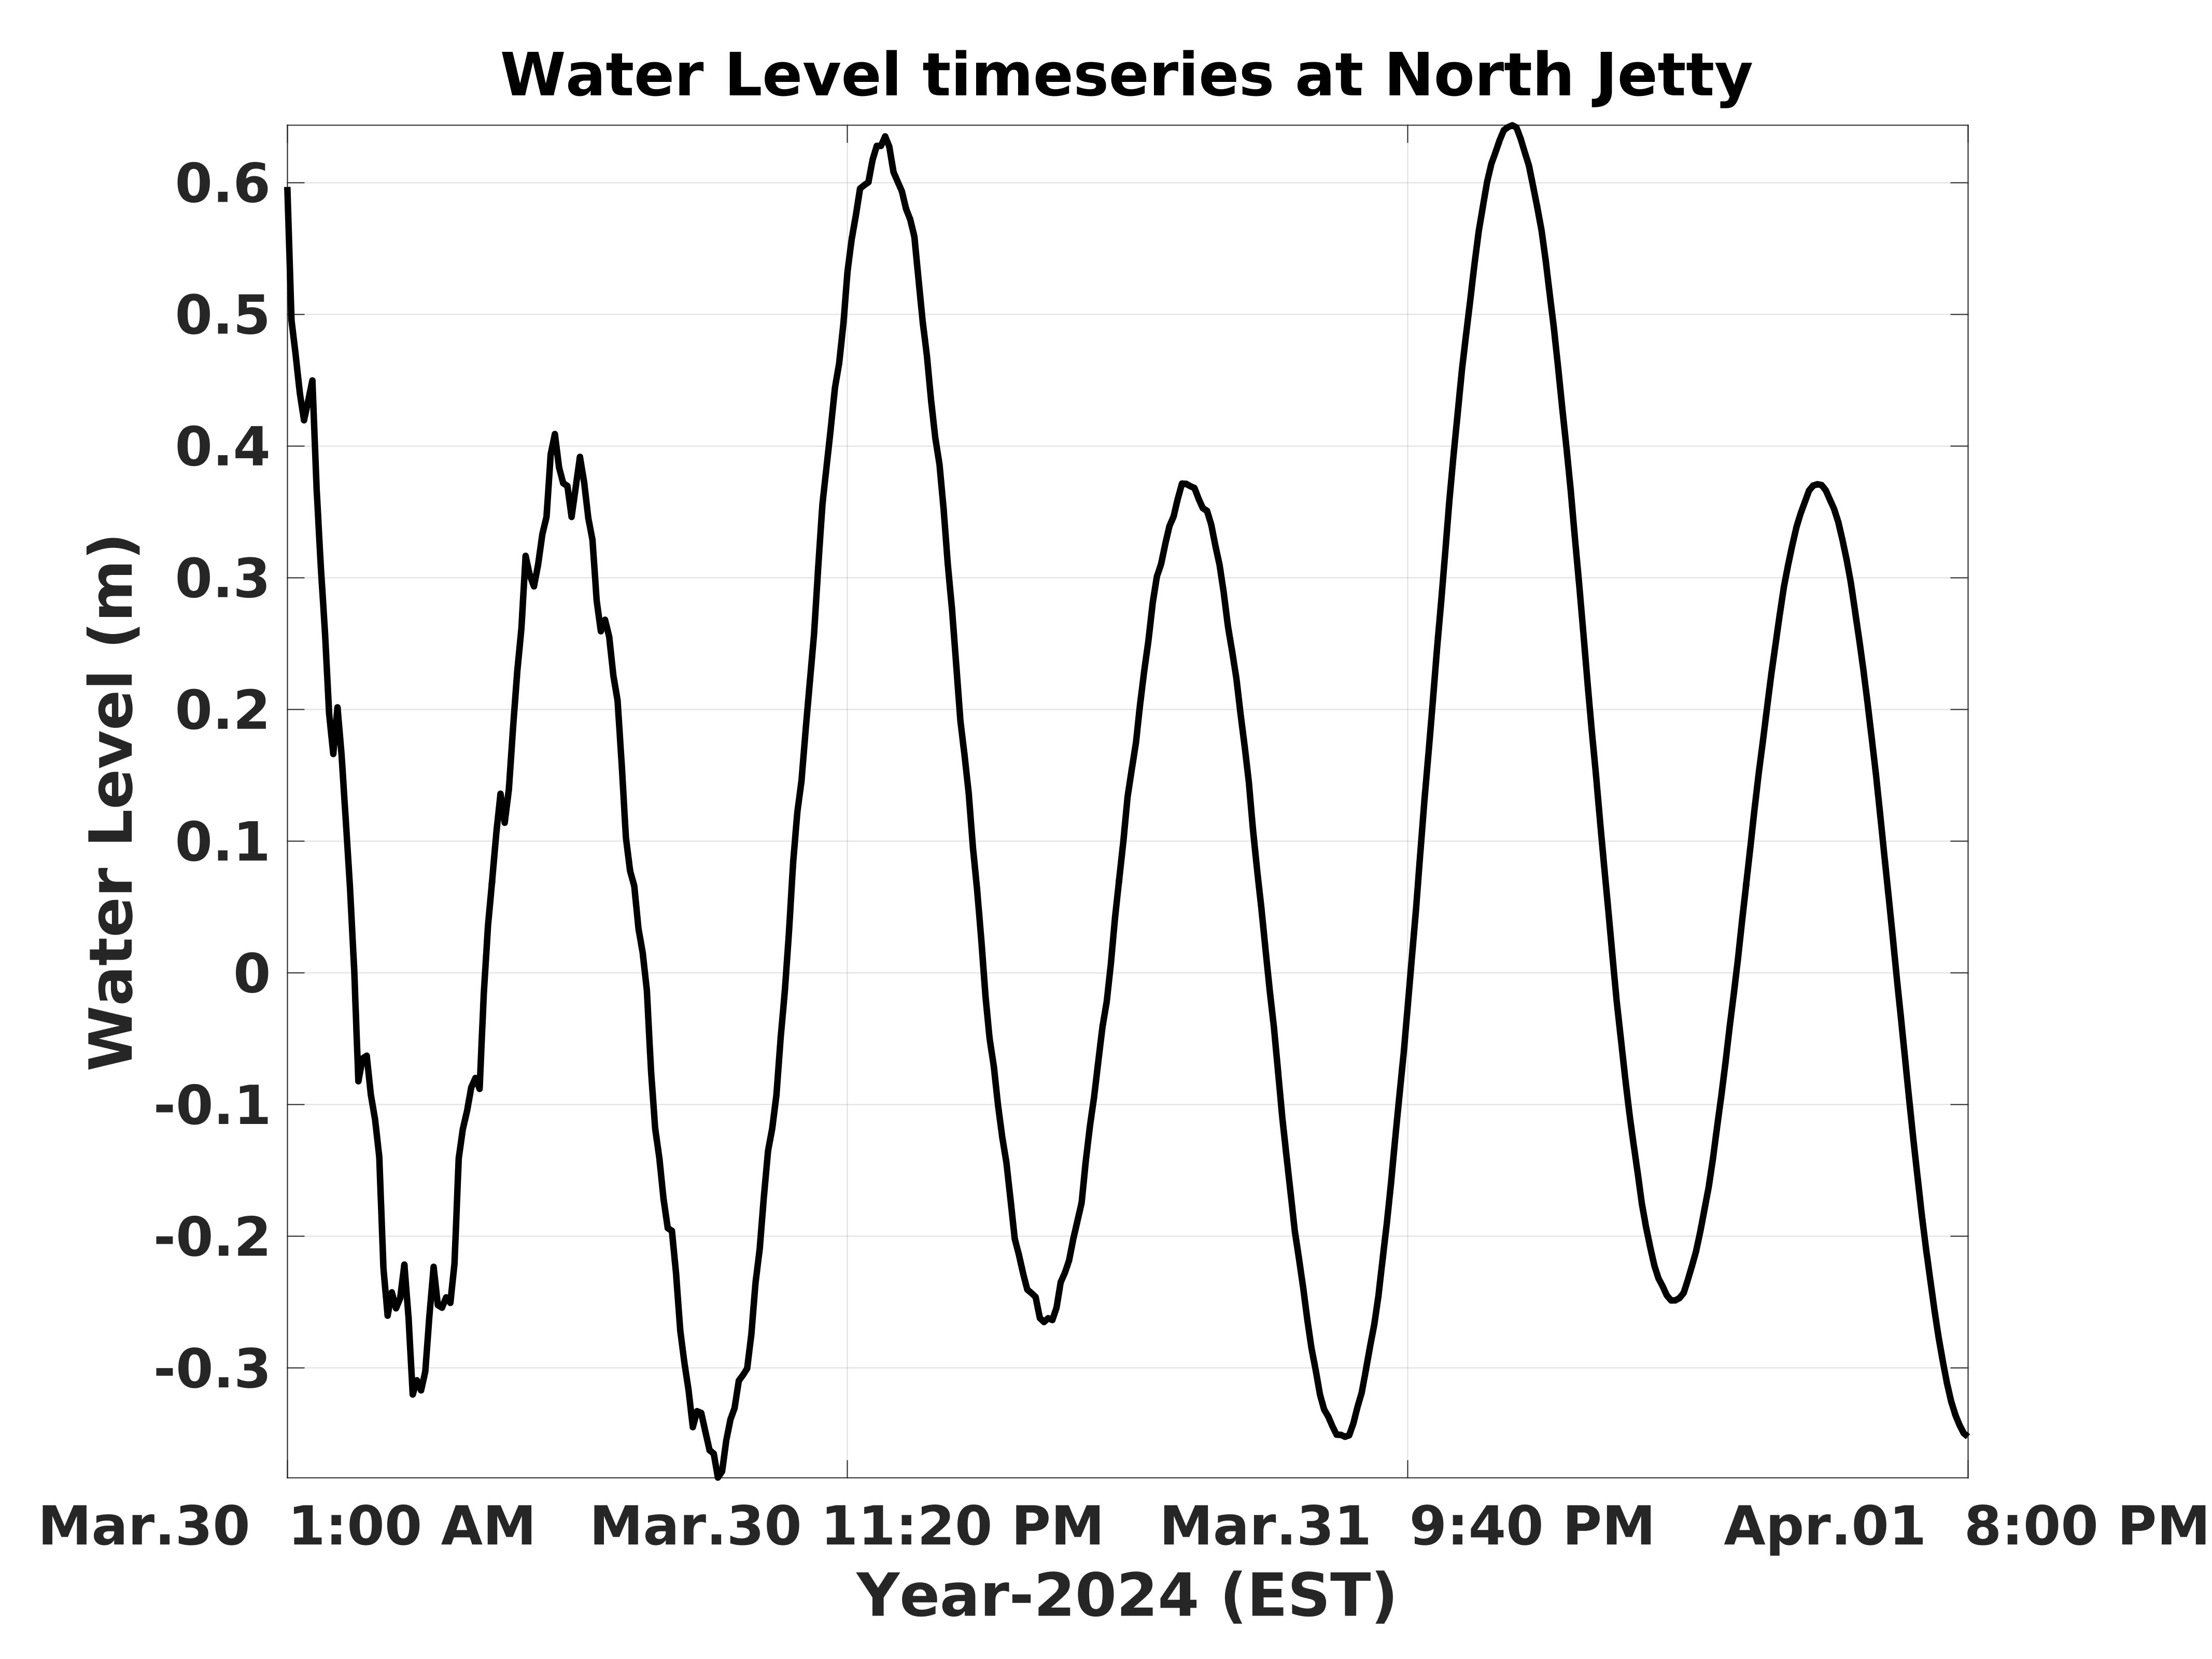 Water Level timeseries at North Jetty
Water Level (m)
0.6
0.5
0.4
0.3
0.2
0.1
0
-0.1
-0.2
-0.3
Mar.30  1:00 AM
Mar.30 11:20 PM
Mar.31  9:40 PM
Apr.01  8:00 PM
Year-2024 (EST)